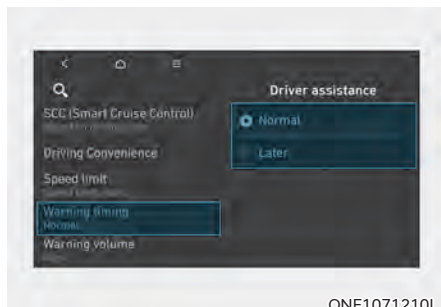 Driver assistance
SCC (Smart Cruise Control)
Driving Convenience
Speed limit
Warning timing
Normal
Warning volume
Normal
Later
ONE1071210L